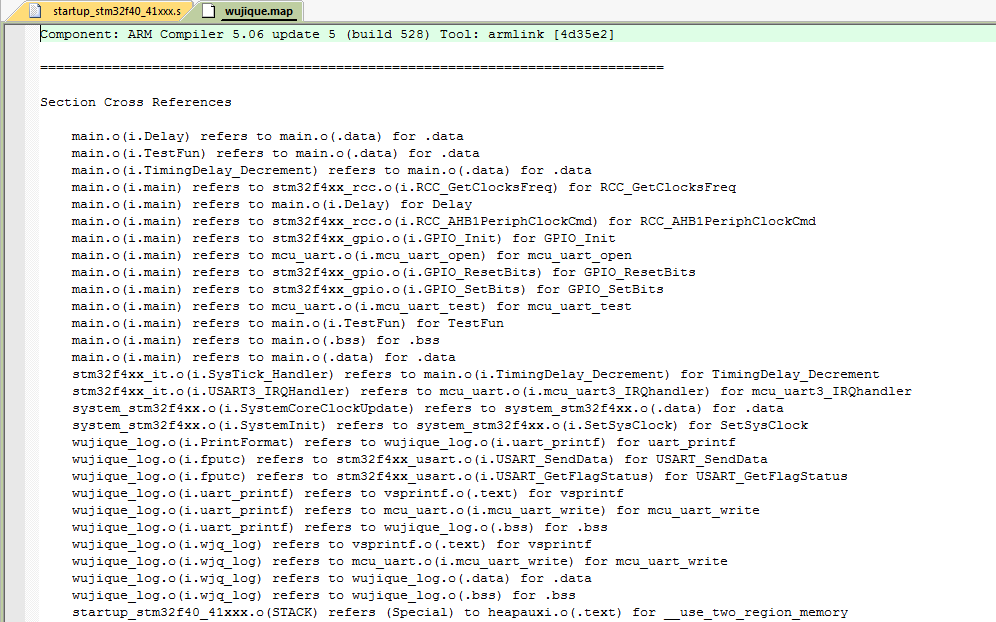 startup_stm32f40_41xxx.s wujique.map
Component: ARM Compiler 5.06 update 5 (build 528) Tool: armlink [4d35e2]
==============================================================================
Section Cross References
main.o(i.Delay) refers to main.o(.data) for .data
main.o(i.TestFun) refers to main.o(.data) for .data
main.o(i.TimingDelay_Decrement) refers to main.o(.data) for .data
main.o(i.main) refers to stm32f4xx_rcc.o(i.RCC_GetClocksFreq) for RCC_GetClocksFreq
main.o(i.main) refers to main.o(i.Delay) for Delay
main.o(i.main) refers to stm32f4xx_rcc.o(i.RCC_AHB1PeriphClockCmd) for RCC_AHB1PeriphClockCmd
main.o(i.main) refers to stm32f4xx_gpio.o(i.GPIO_Init) for GPIO_Init
main.o(i.main) refers to mcu_uart.o(i.mcu_uart_open) for mcu_uart_open
main.o(i.main) refers to stm32f4xx_gpio.o(i.GPIO_ResetBits) for GPIO_ResetBits
main.o(i.main) refers to stm32f4xx_gpio.o(i.GPIO_SetBits) for GPIO_SetBits
main.o(i.main) refers to mcu_uart.o(i.mcu_uart_test) for mcu_uart_test
main.o(i.main) refers to main.o(i.TestFun) for TestFun
main.o(i.main) refers to main.o(.bss) for .bss
main.o(i.main) refers to main.o(.data) for .data
stm32f4xx_it.o(i.SysTick_Handler) refers to main.o(i.TimingDelay_Decrement) for TimingDelay_Decrement
stm32f4xx_it.o(i.USART3_IRQHandler) refers to mcu_uart.o(i.mcu_uart3_IRQhandler) for mcu_uart3_IRQhandler
system_stm32f4xx.o(i.SystemCoreClockUpdate) refers to system_stm32f4xx.o(.data) for .data
system_stm32f4xx.o(i.SystemInit) refers to system_stm32f4xx.o(i.SetSysClock) for SetSysClock
wujique_log.o(i.PrintFormat) refers to wujique_log.o(i.uart_printf) for uart_printf
wujique_log.o(i.fputc) refers to stm32f4xx_usart.o(i.USART_SendData) for USART_SendData
wujique_log.o(i.fputc) refers to stm32f4xx_usart.o(i.USART_GetFlagStatus) for USART_GetFlagStatus
wujique_log.o(i.uart_printf) refers to vsprintf.o(.text) for vsprintf
wujique_log.o(i.uart_printf) refers to mcu_uart.o(i.mcu_uart_write) for mcu_uart_write
wujique_log.o(i.uart_printf) refers to wujique_log.o(.bss) for .bss
wujique_log.o(i.wjq_log) refers to vsprintf.o(.text) for vsprintf
wujique_log.o(i.wjq_log) refers to mcu_uart.o(i.mcu_uart_write) for mcu_uart_write
wujique_log.o(i.wjq_log) refers to wujique_log.o(.data) for .data
wujique_log.o(i.wjq_log) refers to wujique_log.o(.bss) for .bss
startup_stm32f40_41xxx.o(STACK) refers (Special) to heapauxi.o(.text) for __use_two_region_memory